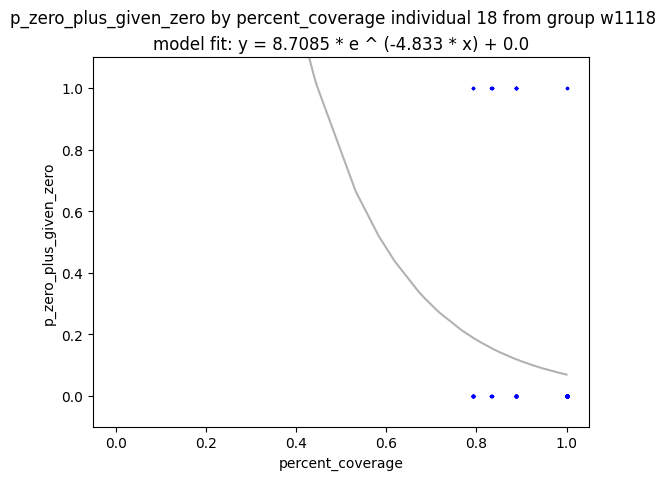 p_zero_plus_given_zero by percent_coverage individual 18 from group w1118
model fit: y = 8.7085 * e ^ (-4.833 * x) + 0.0
1.0
0.8
0.6
0.4
0.2
0.0
p_zero_plus_given_zero
0.0 0.2 0.4 0.6 0.8 1.0
percent_coverage